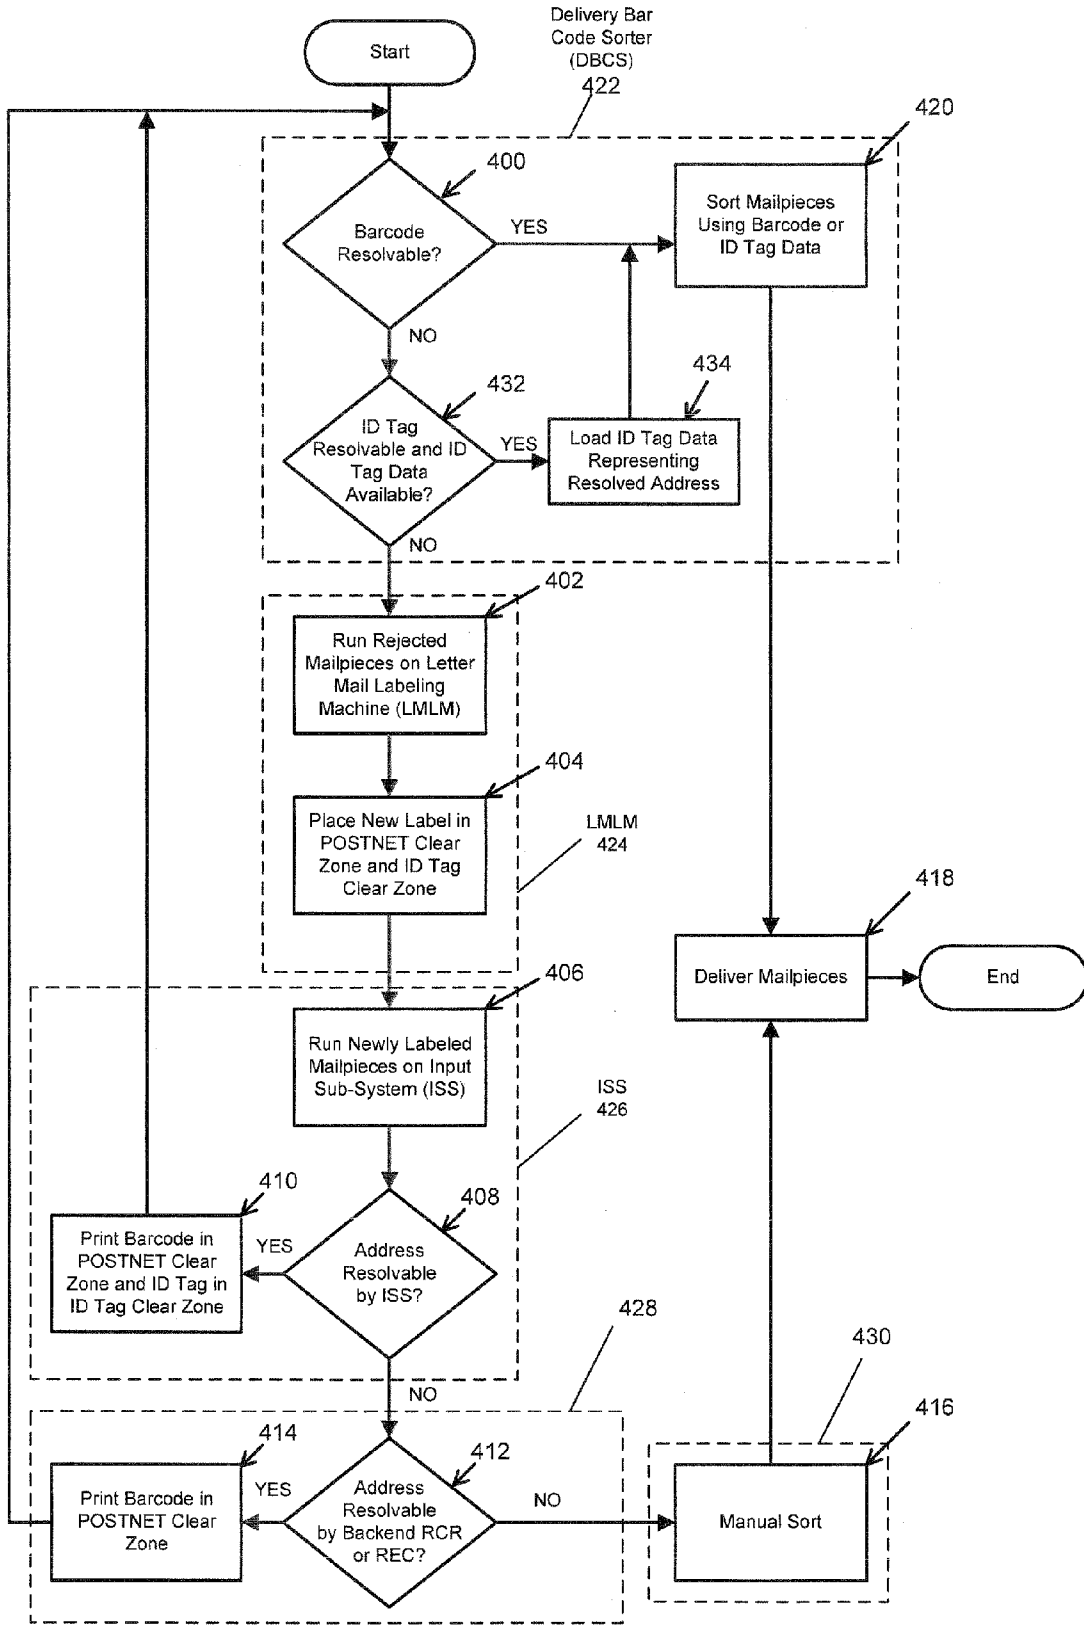 Start
Delivery Bar
Code Sorter
(DBCS)
422
420
400
Barcode
Resolvable?
YES
Sort Mailpieces
Using Barcode or
ID Tag Data
NO
432
434
ID Tag
Resolvable and ID
Tag Data
Available?
YES
Load ID Tag Data
Representing
Resolved Address
NO
402
Run Rejected
Mailpieces on Letter
Mail Labeling
Machine (LMLM)
404
Place New Label in
POSTNET Clear
Zone and ID Tag
Clear Zone
LMLM
424
418
Deliver Mailpieces
End
406
Run Newly Labeled
Mailpieces on Input
Sub-System (ISS)
ISS
426
410
408
Print Barcode in
POSTNET Clear
Zone and ID Tag in
ID Tag Clear Zone
YES
Address
Resolvable
by ISS?
428
430
NO
414
412
416
Print Barcode in
POSTNET Clear
Zone
YES
Address
Resolvable
by Backend RCR
or REC?
NO
Manual Sort